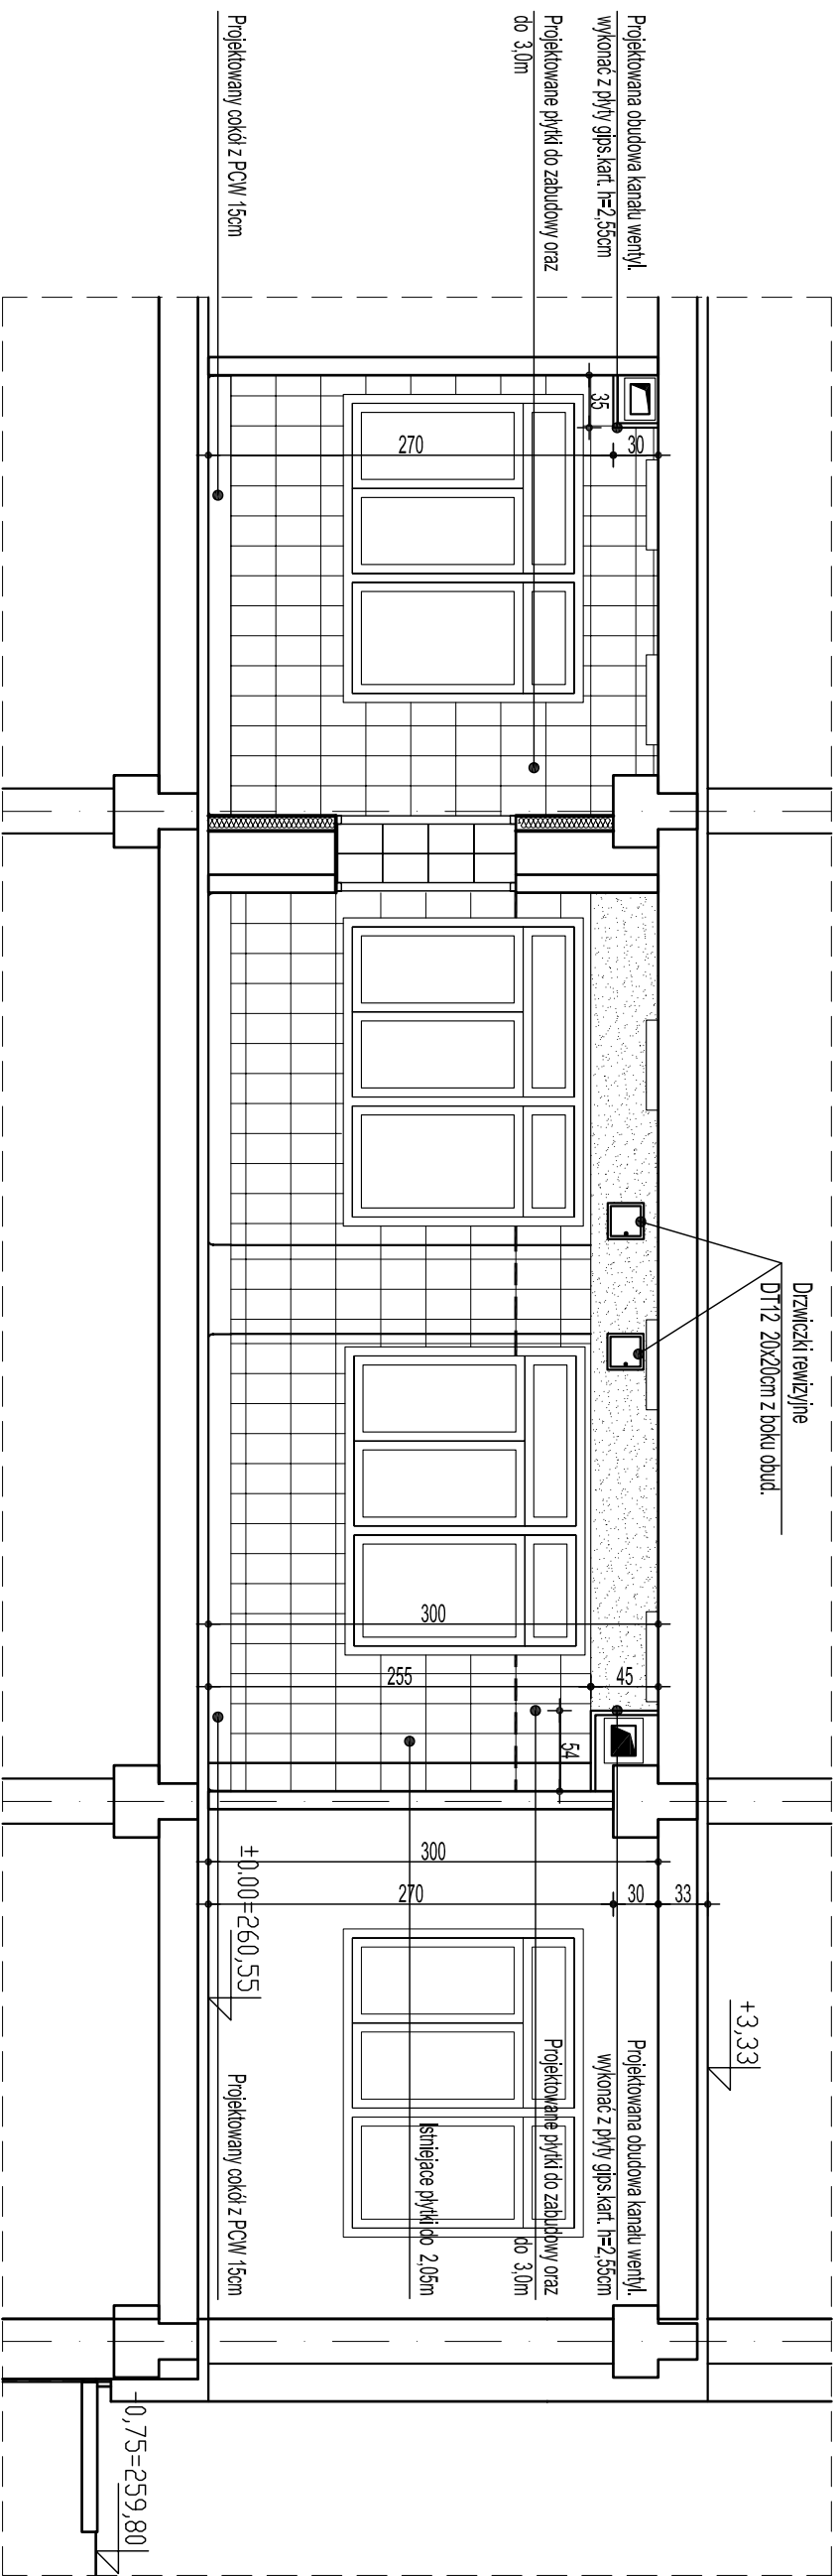 Projektowana obudowa kanału wentyl.
wykonać z płyty gips.kart. h=2,55cm
Projektowane płytki do zabudowy oraz
do 3,0m
Projektowany cokół z PCW 15cm
35
30
270
Drzwiczki rewizyjne
DT12 20x20cm z boku obud.
300
255
45
54
300
270
30
33
±0,00=260,55
+3,33
Projektowana obudowa kanału wentyl.
wykonać z płyty gips.kart. h=2,55cm
Projektowane płytki do zabudowy oraz
do 3,0m
Istniejace płytki do 2,05m
Projektowany cokół z PCW 15cm
-0,75=259,80